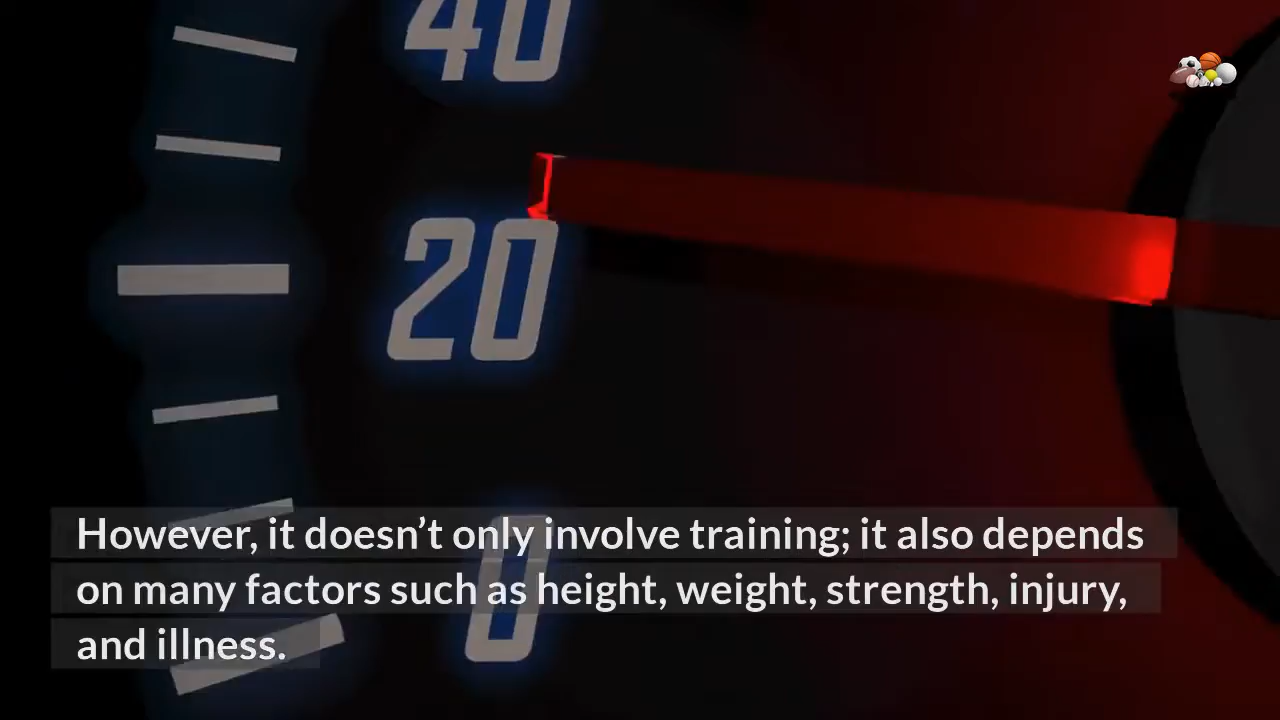 40
20
0
However, it doesn’t only involve training; it also depends
on many factors such as height, weight, strength, injury,
and illness.